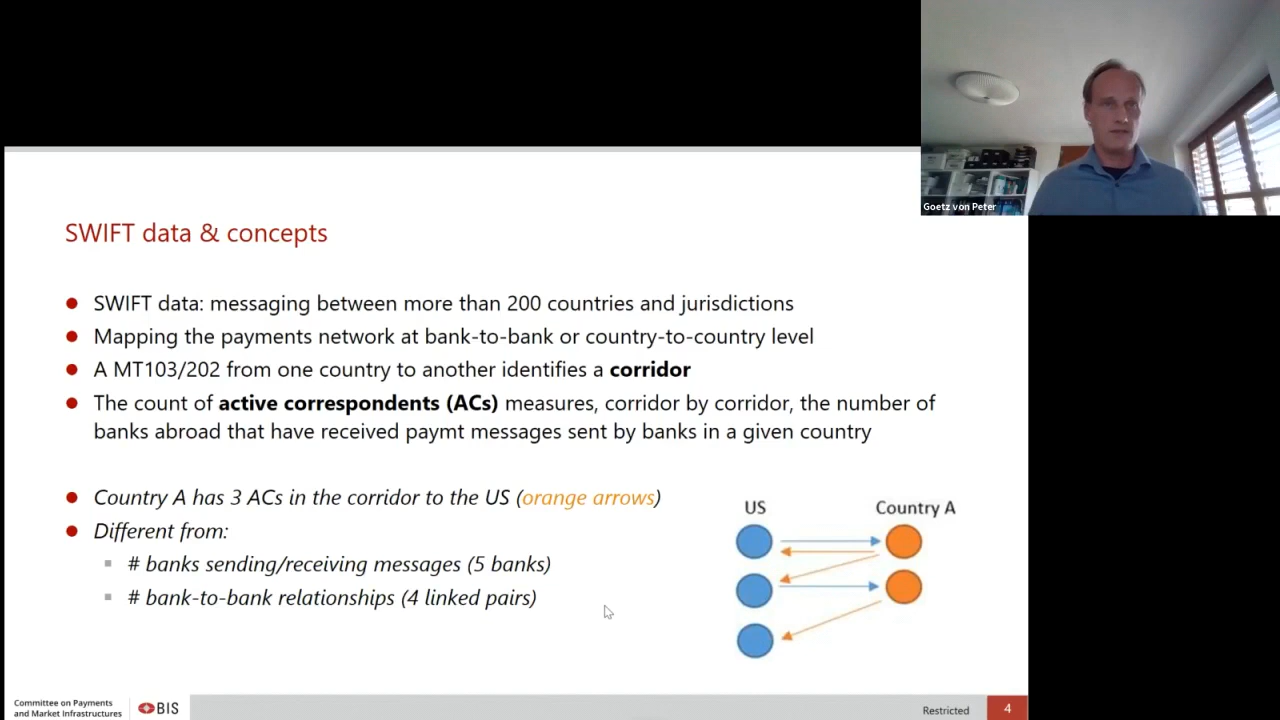 Goetz von Peter
SWIFT data & concepts
SWIFT data: messaging between more than 200 countries and jurisdictions
Mapping the payments network at bank-to-bank or country-to-country level
A MT103/202 from one country to another identifies a corridor
The count of active correspondents (ACs) measures, corridor by corridor, the number of
banks abroad that have received paymt messages sent by banks in a given country
Country A has 3 ACs in the corridor to the US (orange arrows)
Different from:
# banks sending/receiving messages (5 banks)
# bank-to-bank relationships (4 linked pairs)
US
Country A
Committee on Payments
and Market Infrastructures
BIS
Restricted
4